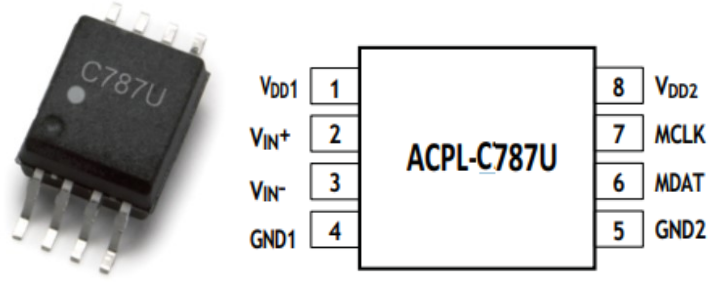 C787U
VDD1 1
VIN+ 2
VIN- 3
GND1 4
ACPL-C787U
8 VDD2
7 MCLK
6 MDAT
5 GND2